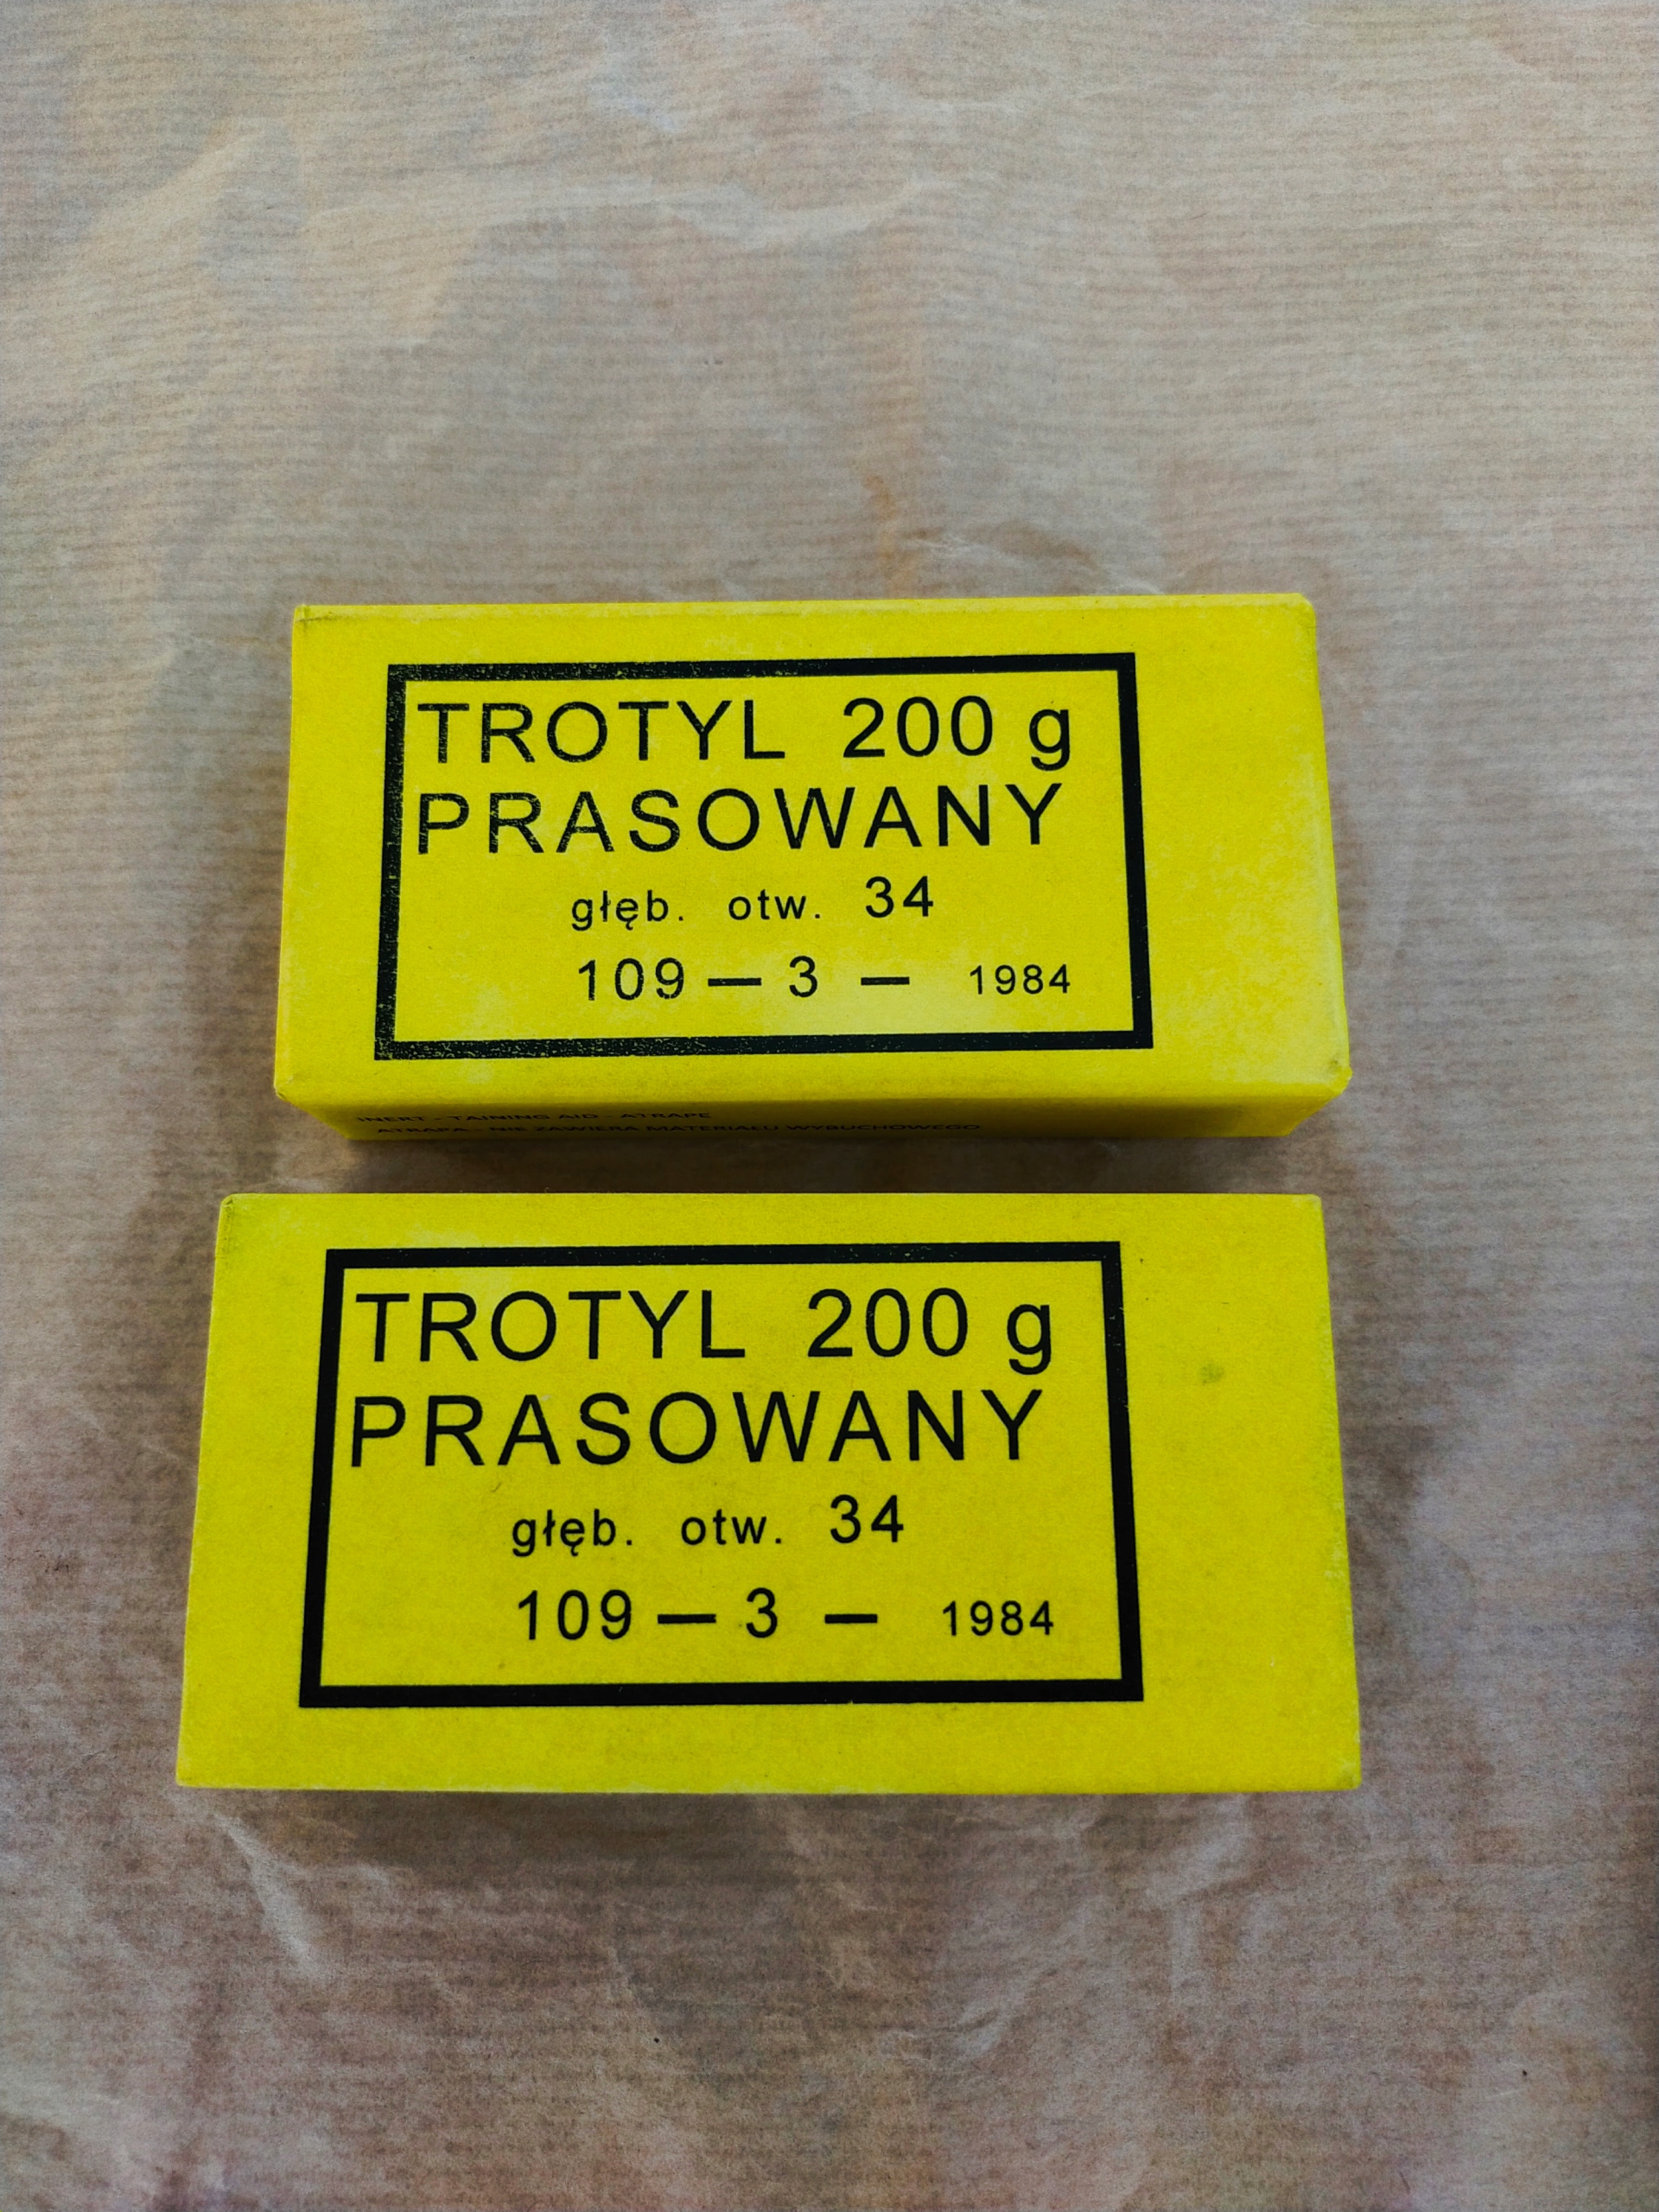 TROTYL 200 g
PRASOWANY
głęb. otw. 34
109 — 3 — 1984
INERT - TAINING AID - ATRAPE
ATRAPA - NIE ZAWIERA MATERIAŁU WYBUCHOWEGO
TROTYL 200 g
PRASOWANY
głęb. otw. 34
109 — 3 — 1984